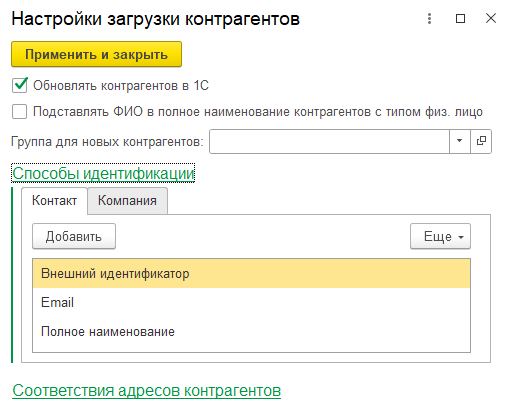 Настройки загрузки контрагентов
Применить и закрыть
Обновлять контрагентов в 1С
Подставлять ФИО в полное наименование контрагентов с типом физ. лицо
Группа для новых контрагентов:
Способы идентификации
Контакт Компания
Добавить Еще
Внешний идентификатор
Email
Полное наименование
Соответствия адресов контрагентов